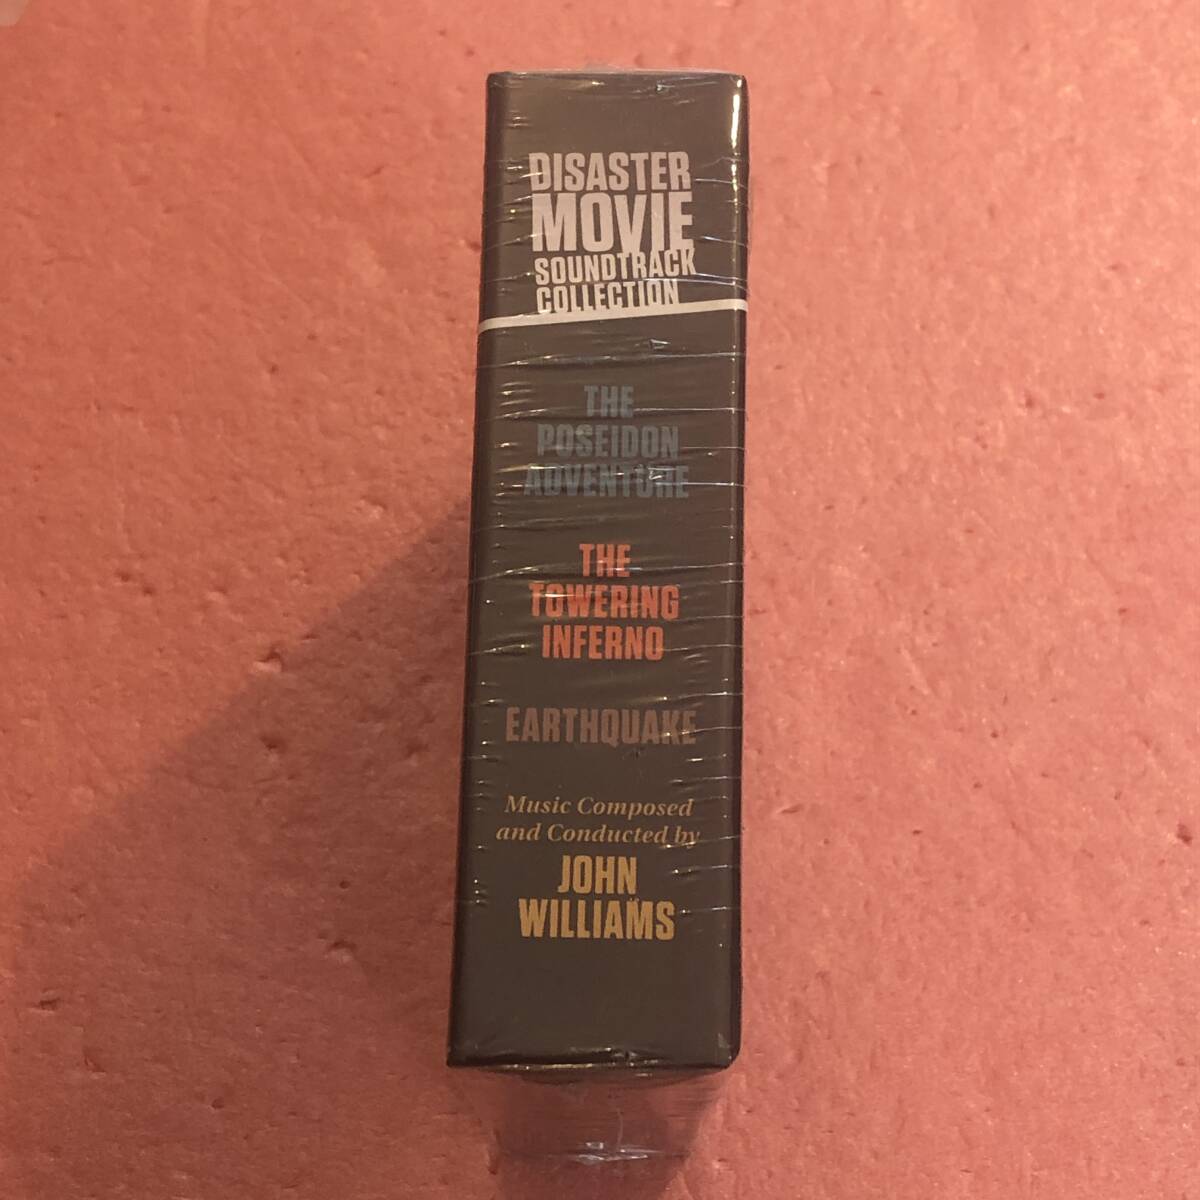 DISASTER
MOVIE
SOUNDTRACK
COLLECTION
THE
POSEIDON
ADVENTURE
THE
TOWERING
INFERNO
EARTHQUAKE
Music Composed
and Conducted by
JOHN
WILLIAMS